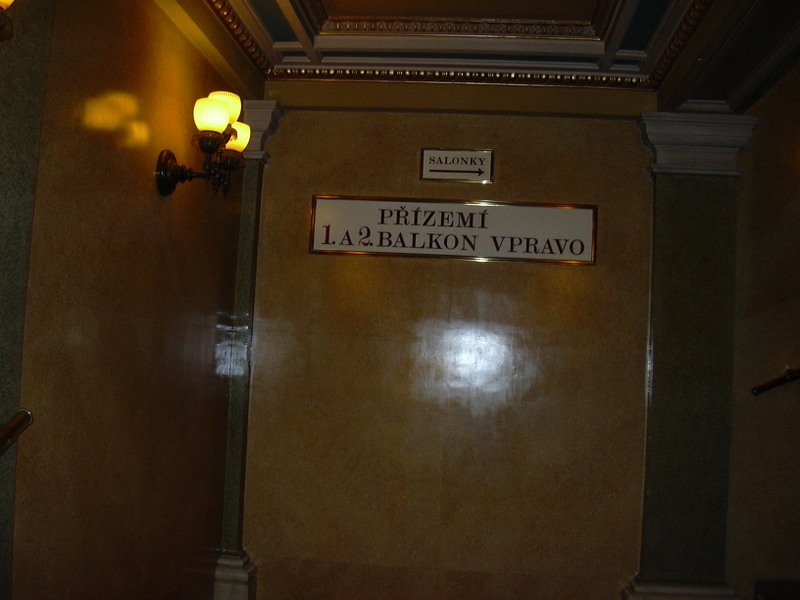 SALONKY
PŘÍZEMÍ
1. A 2. BALKON VPRAVO